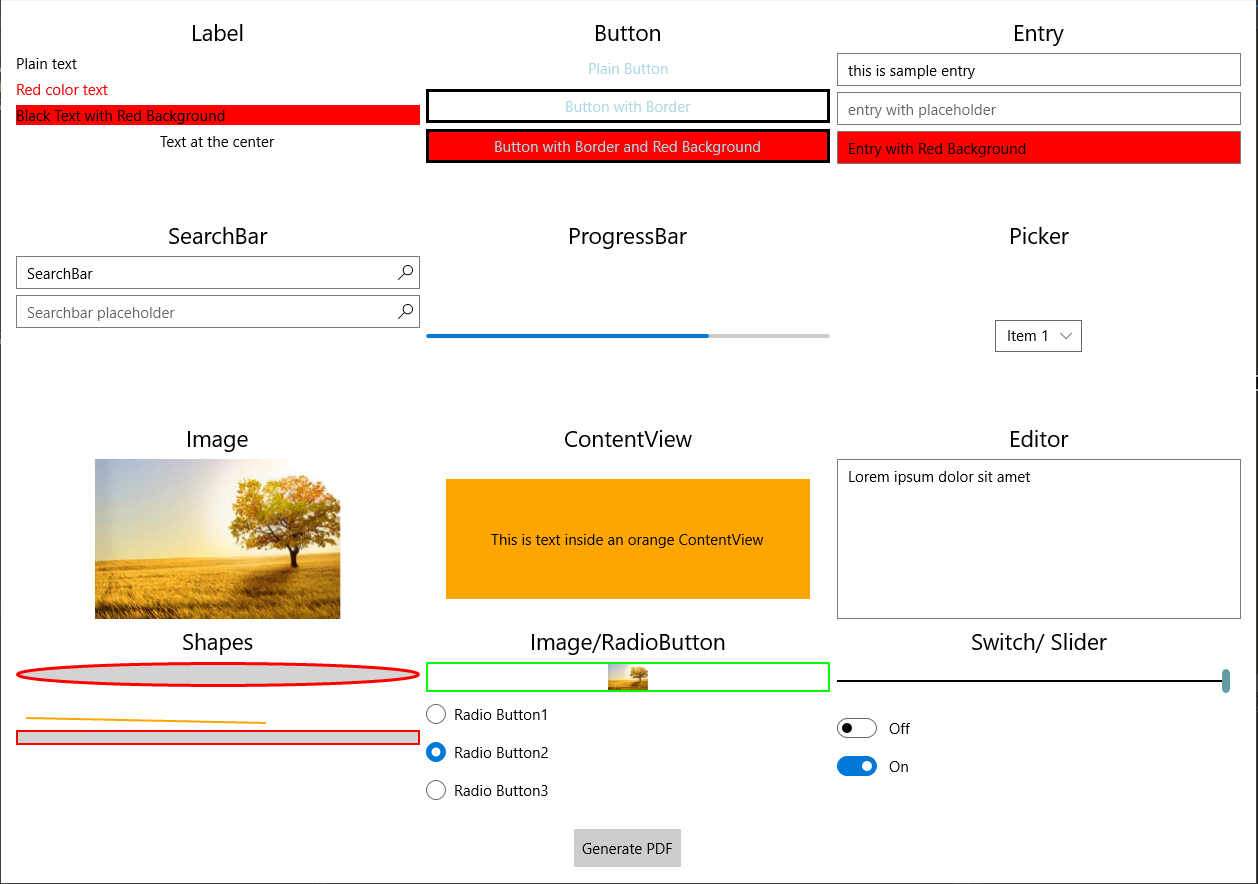 Label
Plain text
Red color text
Black Text with Red Background
Text at the center
Button
Plain Button
Button with Border
Button with Border and Red Background
Entry
this is sample entry
entry with placeholder
Entry with Red Background
SearchBar
SearchBar
Searchbar placeholder
ProgressBar
Picker
Item 1
Image
ContentView
This is text inside an orange ContentView
Editor
Lorem ipsum dolor sit amet
Shapes
Image/RadioButton
Radio Button1
Radio Button2
Radio Button3
Switch/ Slider
Off
On
Generate PDF